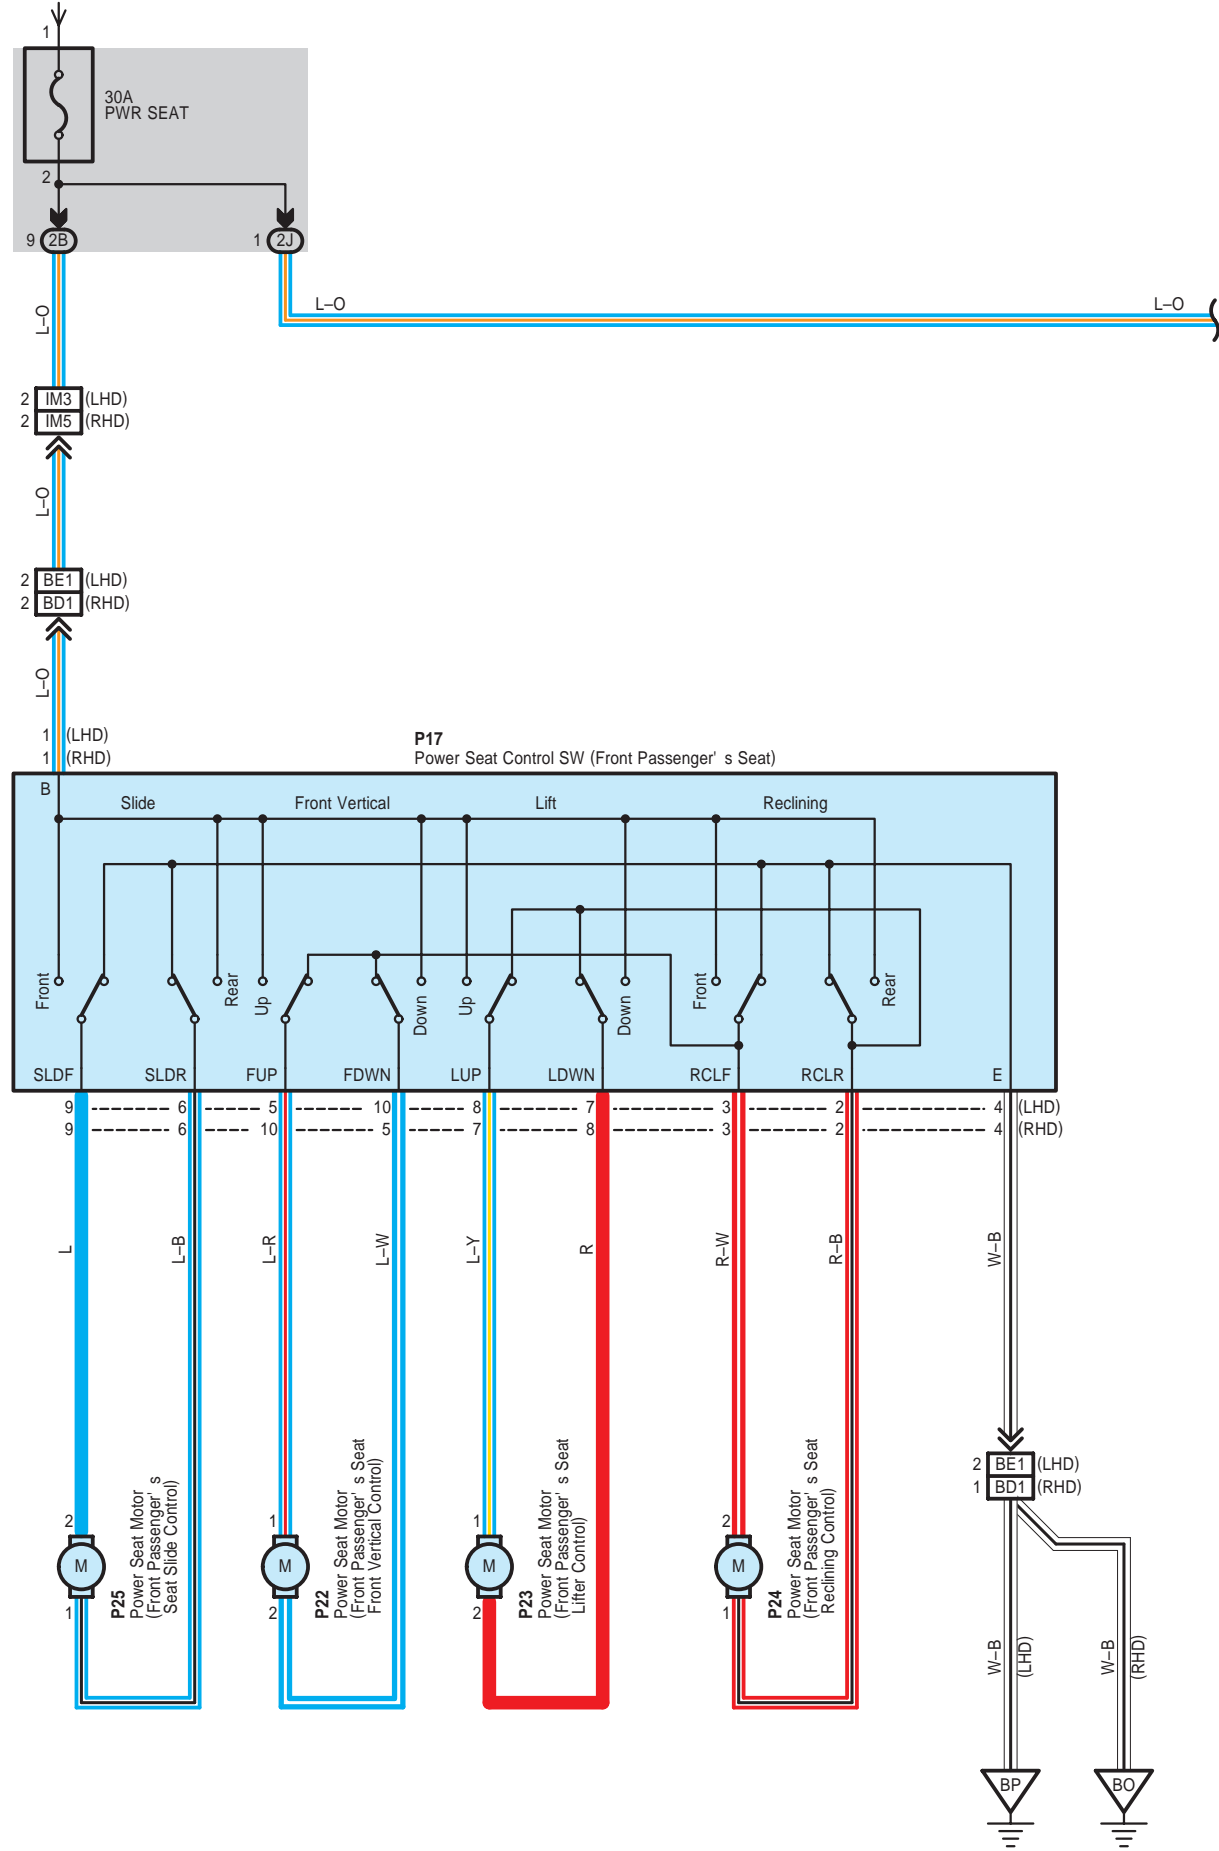 1
30A
PWR SEAT
2
9 2B
1 2J
L–O
L–O
L–O
2 IM3 (LHD)
2 IM5 (RHD)
L–O
2 BE1 (LHD)
2 BD1 (RHD)
L–O
1 (LHD)
1 (RHD)
P17
Power Seat Control SW (Front Passenger' s Seat)
B
Slide Front Vertical Lift Reclining
Front Rear Up Down Up Down Front Rear
SLDF SLDR FUP FDWN LUP LDWN RCLF RCLR E
9 6 5 10 8 7 3 2 4 (LHD)
9 6 10 5 7 8 3 2 4 (RHD)
L L–B L–R L–W L–Y R R–W R–B W–B
2 BE1 (LHD)
1 BD1 (RHD)
2 1 1 2
M M M M
1 2 2 1
P25
Power Seat Motor
(Front Passenger' s
Seat Slide Control)
P22
Power Seat Motor
(Front Passenger' s Seat
Front Vertical Control)
P23
Power Seat Motor
(Front Passenger' s Seat
Lifter Control)
P24
Power Seat Motor
(Front Passenger' s Seat
Reclining Control)
W–B
(LHD)
W–B
(RHD)
BP BO